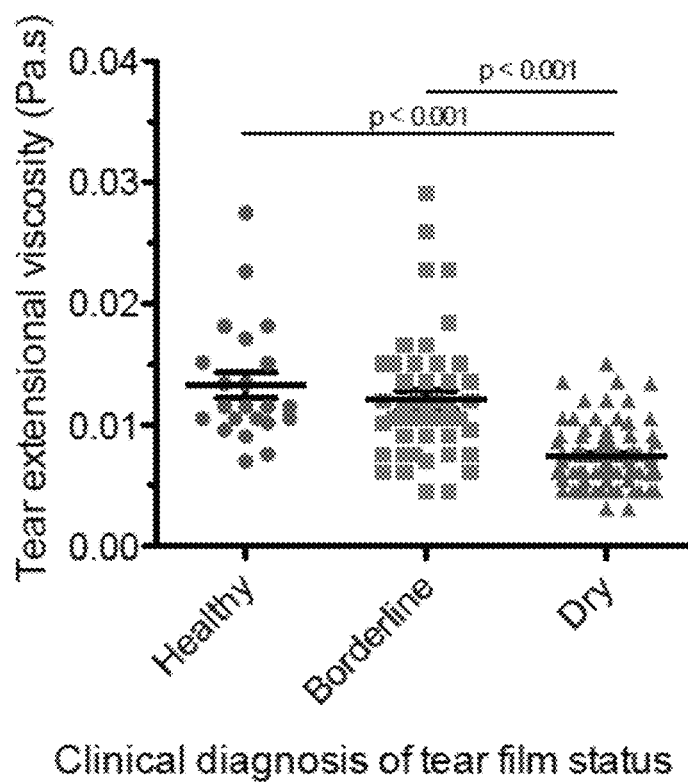 Tear extensional viscosity (Pa.s)
0.04
0.03
0.02
0.01
0.00
p < 0.001
p < 0.001
Healthy
Borderline
Dry
Clinical diagnosis of tear film status